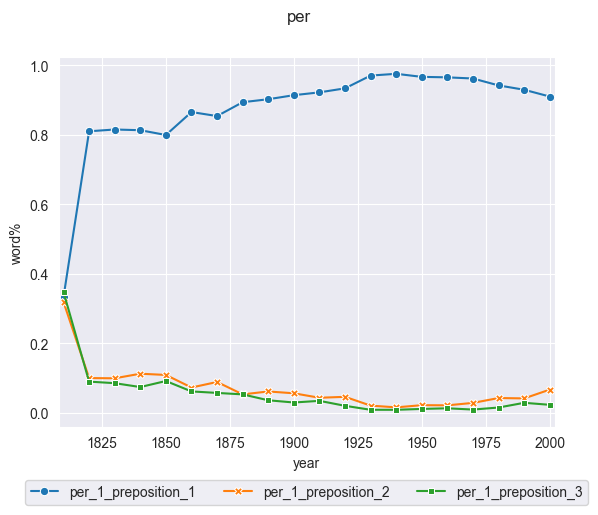 per
1.0
0.8
0.6
0.4
0.2
0.0
word%
1825 1850 1875 1900 1925 1950 1975 2000
year
per_1_preposition_1 per_1_preposition_2 per_1_preposition_3